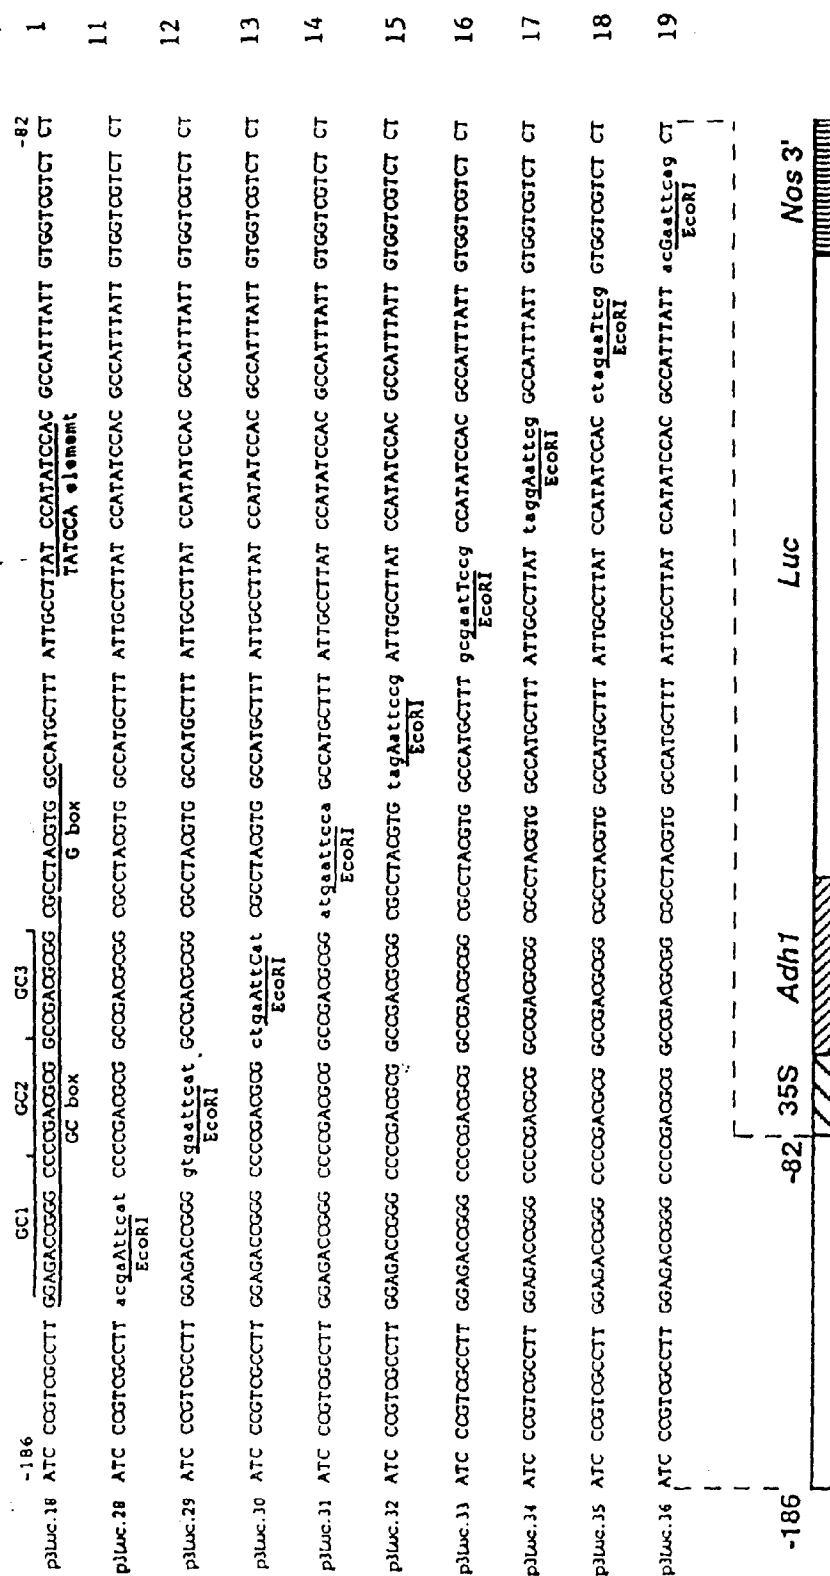 -186 GC1 GC2 GC3 -82
p3Luc.18 ATC CCGTCGCCTT GGAGACCGGG CCCCGACGCG GCCGACGCGG CGCCTACGTG GCCATGCTTT ATTGCCTTAT CCATATCCAC GCCATTTATT GTGGTCGTCT CT 1
GC box G box TATCCA element
p3Luc.28 ATC CCGTCGCCTT acgaAttcat CCCCGACGCG GCCGACGCGG CGCCTACGTG GCCATGCTTT ATTGCCTTAT CCATATCCAC GCCATTTATT GTGGTCGTCT CT 11
EcoRI
p3Luc.29 ATC CCGTCGCCTT GGAGACCGGG gtgaattcat GCCGACGCGG CGCCTACGTG GCCATGCTTT ATTGCCTTAT CCATATCCAC GCCATTTATT GTGGTCGTCT CT 12
EcoRI
p3Luc.30 ATC CCGTCGCCTT GGAGACCGGG CCCCGACGCG ctgaAttCat CGCCTACGTG GCCATGCTTT ATTGCCTTAT CCATATCCAC GCCATTTATT GTGGTCGTCT CT 13
EcoRI
p3Luc.31 ATC CCGTCGCCTT GGAGACCGGG CCCCGACGCG GCCGACGCGG atgaattcca GCCATGCTTT ATTGCCTTAT CCATATCCAC GCCATTTATT GTGGTCGTCT CT 14
EcoRI
p3Luc.32 ATC CCGTCGCCTT GGAGACCGGG CCCCGACGCG GCCGACGCGG CGCCTACGTG tagAattccg ATTGCCTTAT CCATATCCAC GCCATTTATT GTGGTCGTCT CT 15
EcoRI
p3Luc.33 ATC CCGTCGCCTT GGAGACCGGG CCCCGACGCG GCCGACGCGG CGCCTACGTG GCCATGCTTT gcgaatTccg CCATATCCAC GCCATTTATT GTGGTCGTCT CT 16
EcoRI
p3Luc.34 ATC CCGTCGCCTT GGAGACCGGG CCCCGACGCG GCCGACGCGG CGCCTACGTG GCCATGCTTT ATTGCCTTAT taggAattcg GCCATTTATT GTGGTCGTCT CT 17
EcoRI
p3Luc.35 ATC CCGTCGCCTT GGAGACCGGG CCCCGACGCG GCCGACGCGG CGCCTACGTG GCCATGCTTT ATTGCCTTAT CCATATCCAC ctagaaTtcg GTGGTCGTCT CT 18
EcoRI
p3Luc.36 ATC CCGTCGCCTT GGAGACCGGG CCCCGACGCG GCCGACGCGG CGCCTACGTG GCCATGCTTT ATTGCCTTAT CCATATCCAC GCCATTTATT acGaattcag CT 19
EcoRI
-186 -82 35S Adh1 Luc Nos 3'